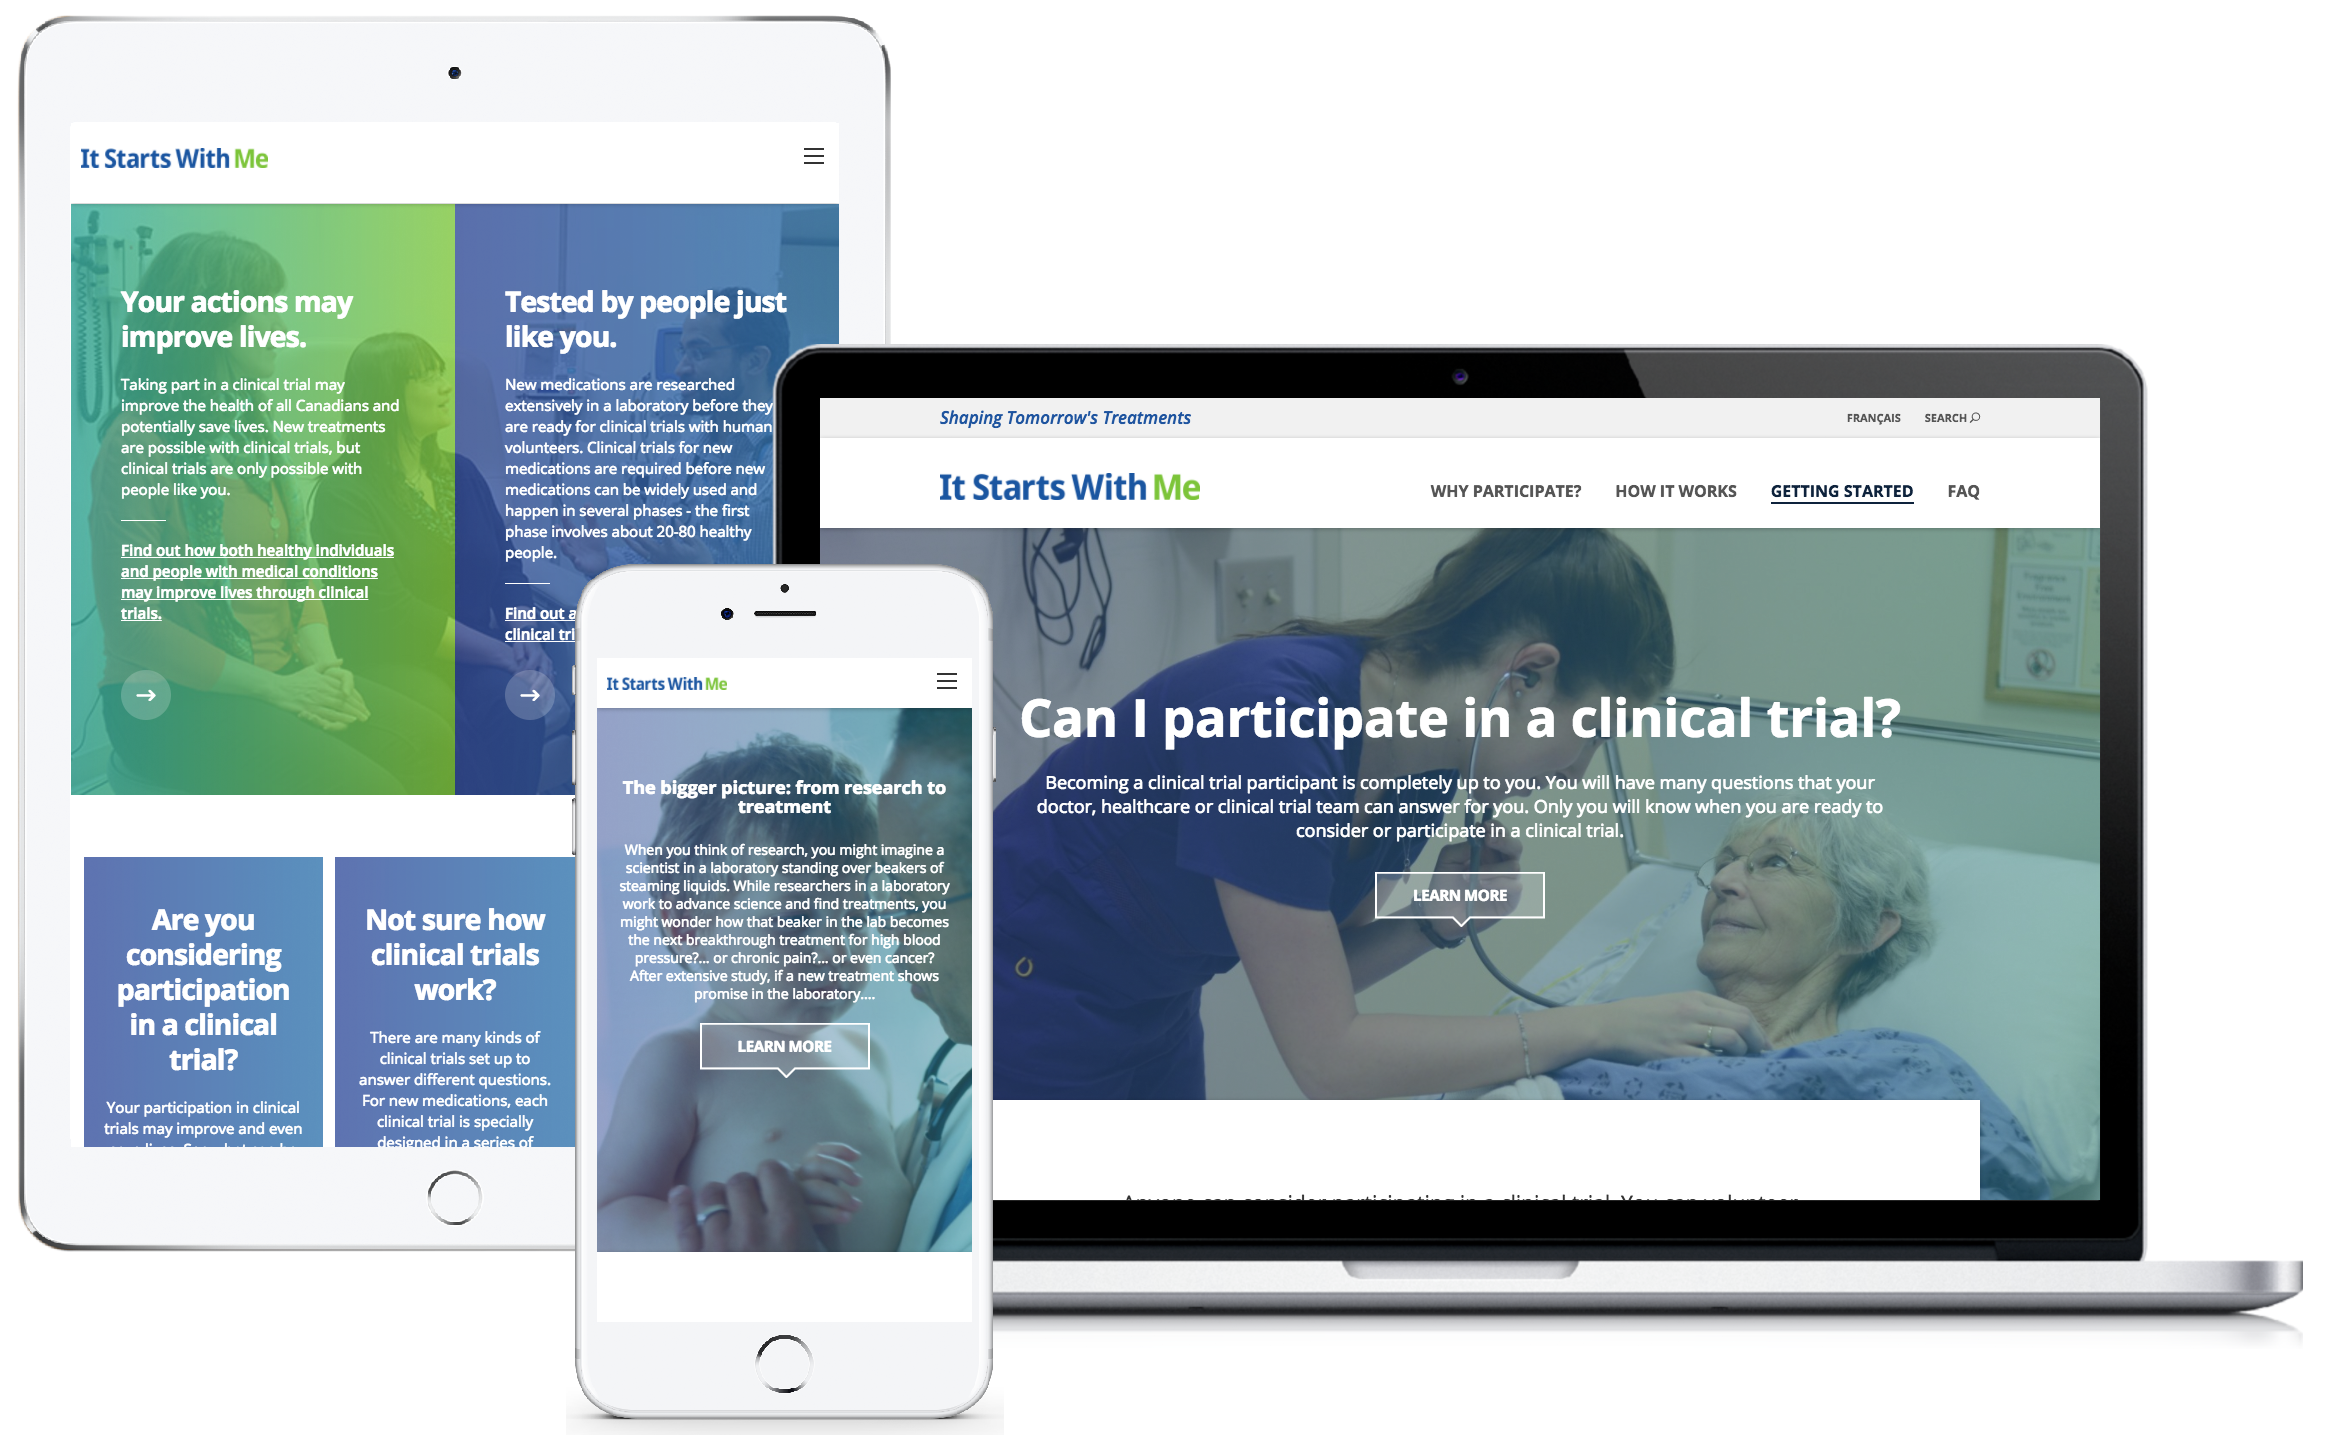 It Starts With Me
Your actions may
improve lives.
Taking part in a clinical trial may
improve the health of all Canadians and
potentially save lives. New treatments
are possible with clinical trials, but
clinical trials are only possible with
people like you.
Find out how both healthy individuals
and people with medical conditions
may improve lives through clinical
trials.
Tested by people just
like you.
New medications are researched
extensively in a laboratory before they
are ready for clinical trials with human
volunteers. Clinical trials for new
medications are required before new
medications can be widely used and
happen in several phases - the first
phase involves about 20-80 healthy
people.
Find out
clinical
Are you
considering
participation
in a clinical
trial?
Your participation in clinical
trials may improve and even
Not sure how
clinical trials
work?
There are many kinds of
clinical trials set up to
answer different questions.
For new medications, each
clinical trial is specially
designed in a series of
It Starts With Me
The bigger picture: from research to
treatment
When you think of research, you might imagine a
scientist in a laboratory standing over beakers of
steaming liquids. While researchers in a laboratory
work to advance science and find treatments, you
might wonder how that beaker in the lab becomes
the next breakthrough treatment for high blood
pressure?... or chronic pain?... or even cancer?
After extensive study, if a new treatment shows
promise in the laboratory....
LEARN MORE
Shaping Tomorrow's Treatments
FRANÇAIS SEARCH
It Starts With Me
WHY PARTICIPATE? HOW IT WORKS GETTING STARTED FAQ
Can I participate in a clinical trial?
Becoming a clinical trial participant is completely up to you. You will have many questions that your
doctor, healthcare or clinical trial team can answer for you. Only you will know when you are ready to
consider or participate in a clinical trial.
LEARN MORE
Anyone can consider participating in a clinical trial. You can volunteer